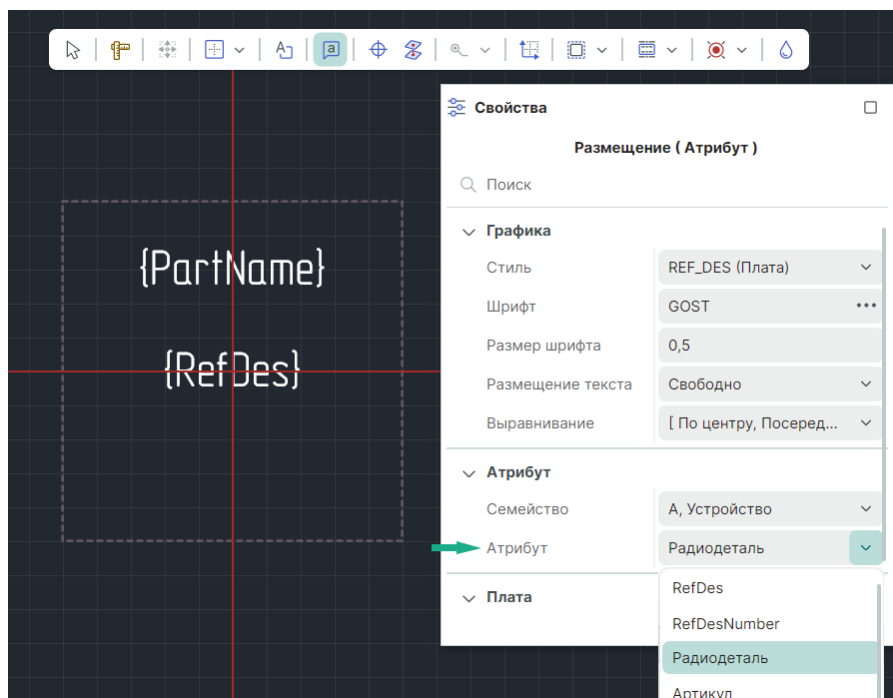 Свойства
Размещение ( Атрибут )
Поиск
Графика
Стиль REF_DES (Плата)
Шрифт GOST
Размер шрифта 0,5
Размещение текста Свободно
Выравнивание [ По центру, Посеред...
Атрибут
Семейство A, Устройство
Атрибут Радиодеталь
Плата
RefDes
RefDesNumber
Радиодеталь
Артикул
{PartName}
{RefDes}